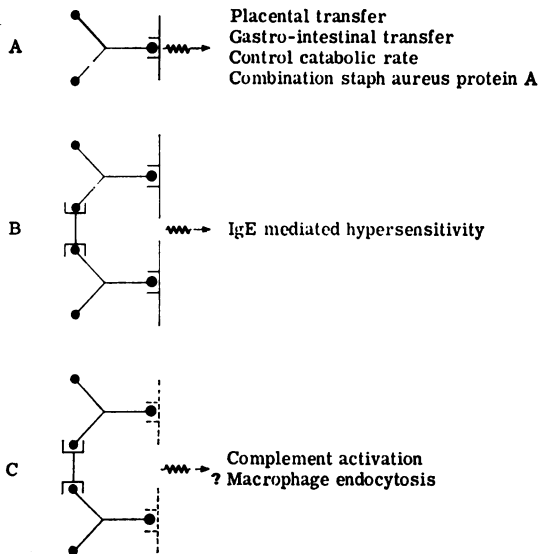 Placental transfer
A Gastro-intestinal transfer
Control catabolic rate
Combination staph aureus protein A
B IgE mediated hypersensitivity
Complement activation
C ? Macrophage endocytosis